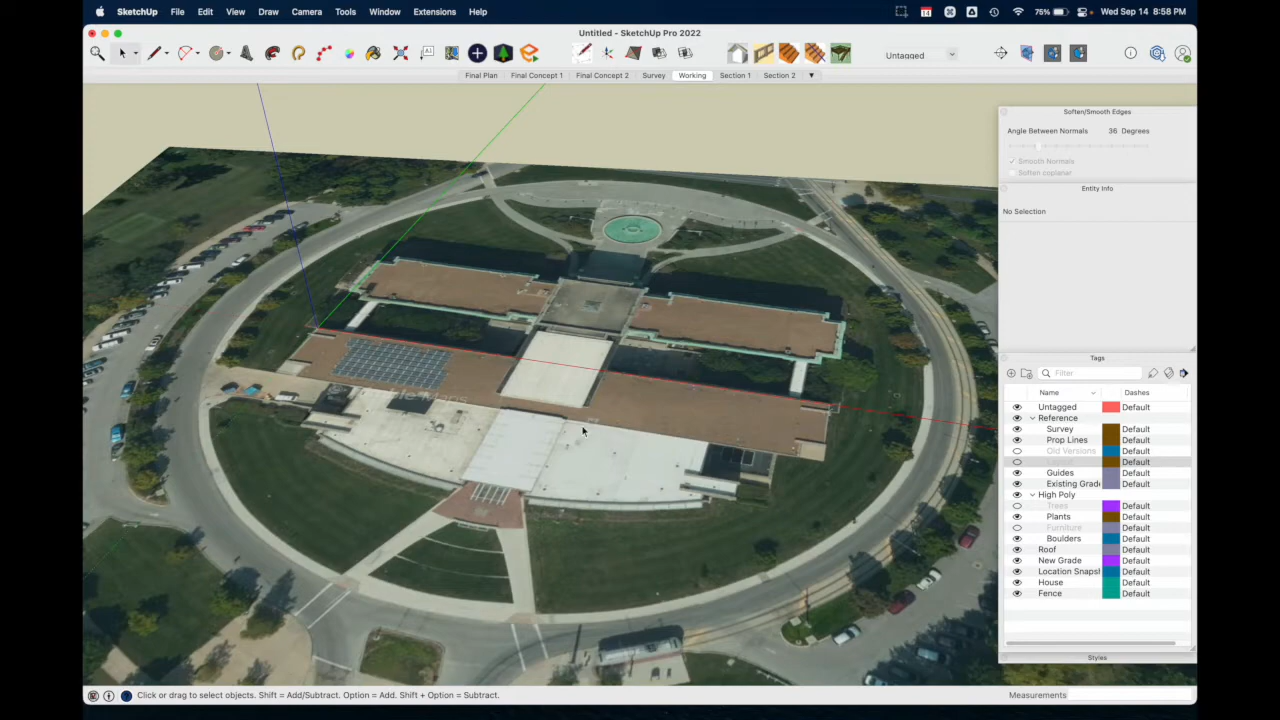 SketchUp File Edit View Draw Camera Tools Window Extensions Help
14 75% Wed Sep 14 8:58 PM
Untitled - SketchUp Pro 2022
Untagged
Final Plan Final Concept 1 Final Concept 2 Survey Working Section 1 Section 2
Soften/Smooth Edges
Angle Between Normals 36 Degrees
Smooth Normals
Soften coplanar
Entity Info
No Selection
Tags
Filter
Name Dashes
Untagged Default
Reference
Survey Default
Prop Lines Default
Old Versions Default
Default
Guides Default
Existing Grade Default
High Poly
Trees Default
Plants Default
Furniture Default
Boulders Default
Roof Default
New Grade Default
Location Snaps Default
House Default
Fence Default
Styles
Click or drag to select objects. Shift = Add/Subtract. Option = Add. Shift + Option = Subtract.
Measurements